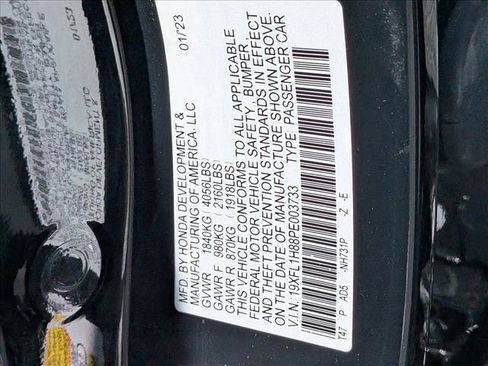 MFD BY HONDA DEVELOPMENT &
MANUFACTURING OF AMERICA. LLC
01/23
GVWR 1840KG ( 4056LBS)
GAWR F 980KG ( 2160LBS)
GAWR R 870KG ( 1918LBS)
THIS VEHICLE CONFORMS TO ALL APPLICABLE
FEDERAL MOTOR VEHICLE SAFETY, BUMPER
AND THEFT PREVENTION STANDARDS IN EFFECT
ON THE DATE OF MANUFACTURE SHOWN ABOVE.
V.I.N: 19XFL1H88PE003733 TYPE: PASSENGER CAR
T47 P AD5 -NH731P -Z -E